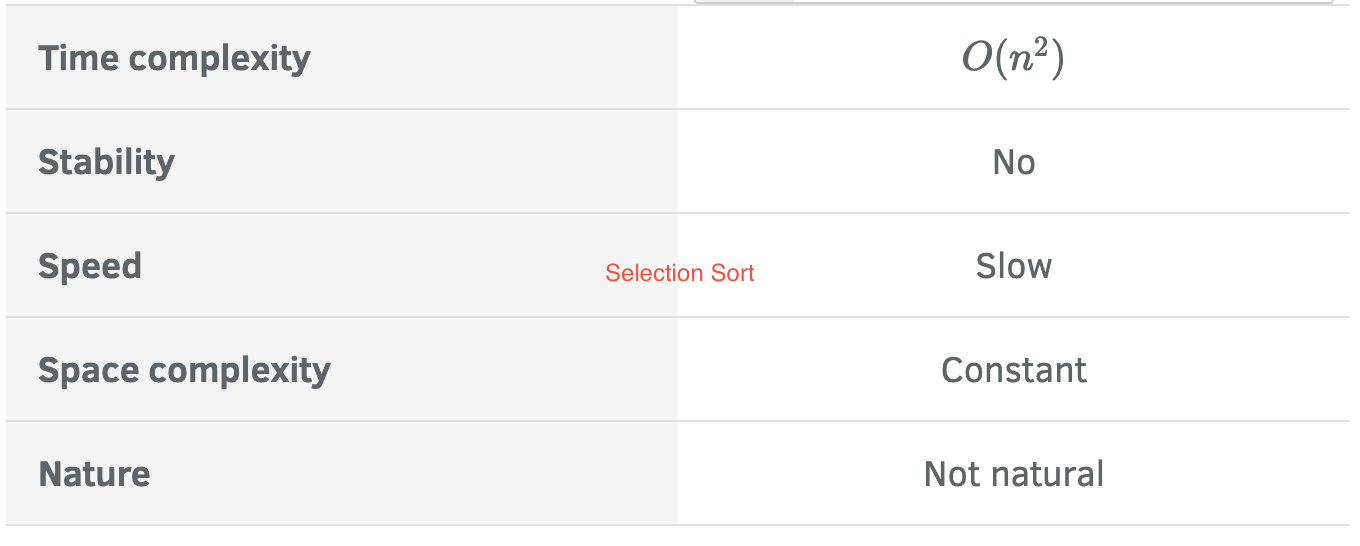 Time complexity O(n²)
Stability No
Speed Selection Sort Slow
Space complexity Constant
Nature Not natural